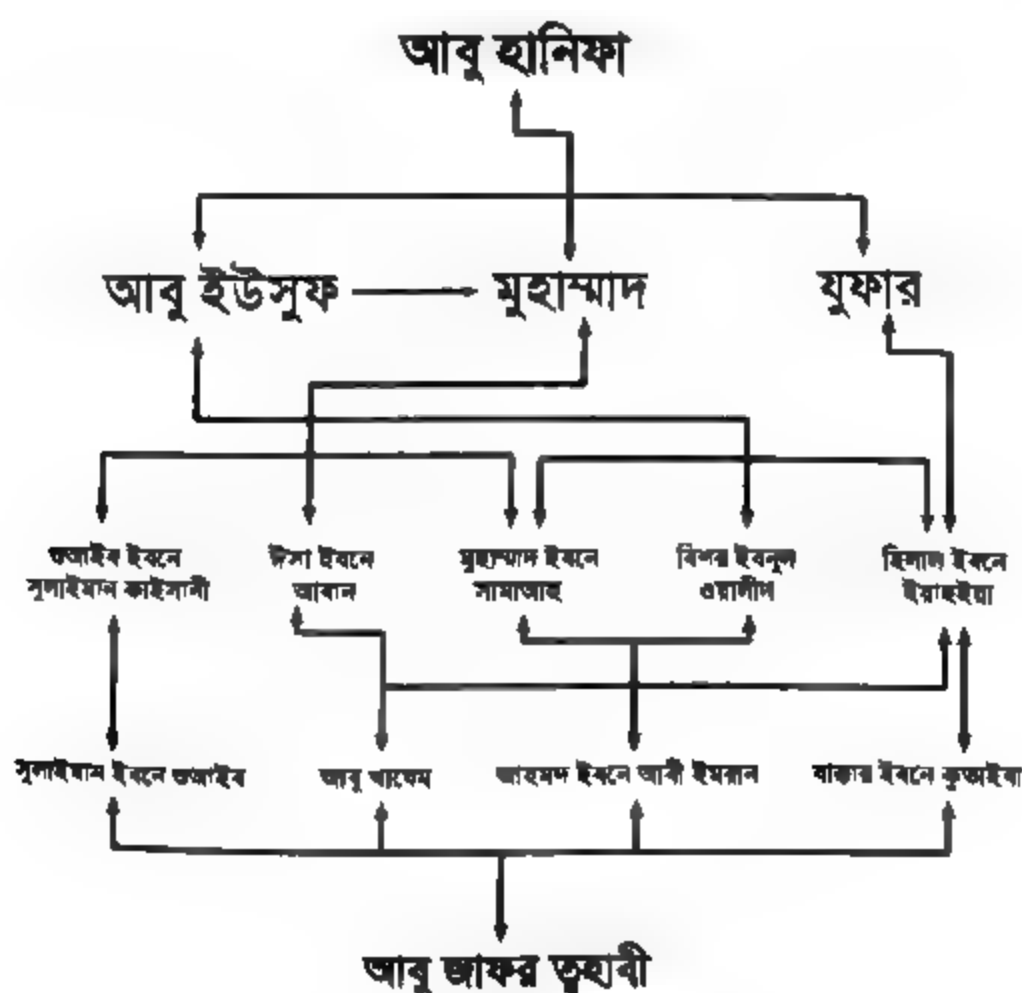 আবু হানিফা
আবু ইউসুফ মুহাম্মাদ যুফার
শুআইব ইবনে
সুলাইমান কাইসানী
ঈসা ইবনে
আবান
মুহাম্মাদ ইবনে
সামাআহ
বিশর ইবনুল
ওয়ালীদ
হিলাল ইবনে
ইয়াহইয়া
সুলাইমান ইবনে শুআইব
আবু খাযেম
আহমদ ইবনে আবী ইমরান
বাক্কার ইবনে কুতাইবা
আবু জাফর ত্বহাবী